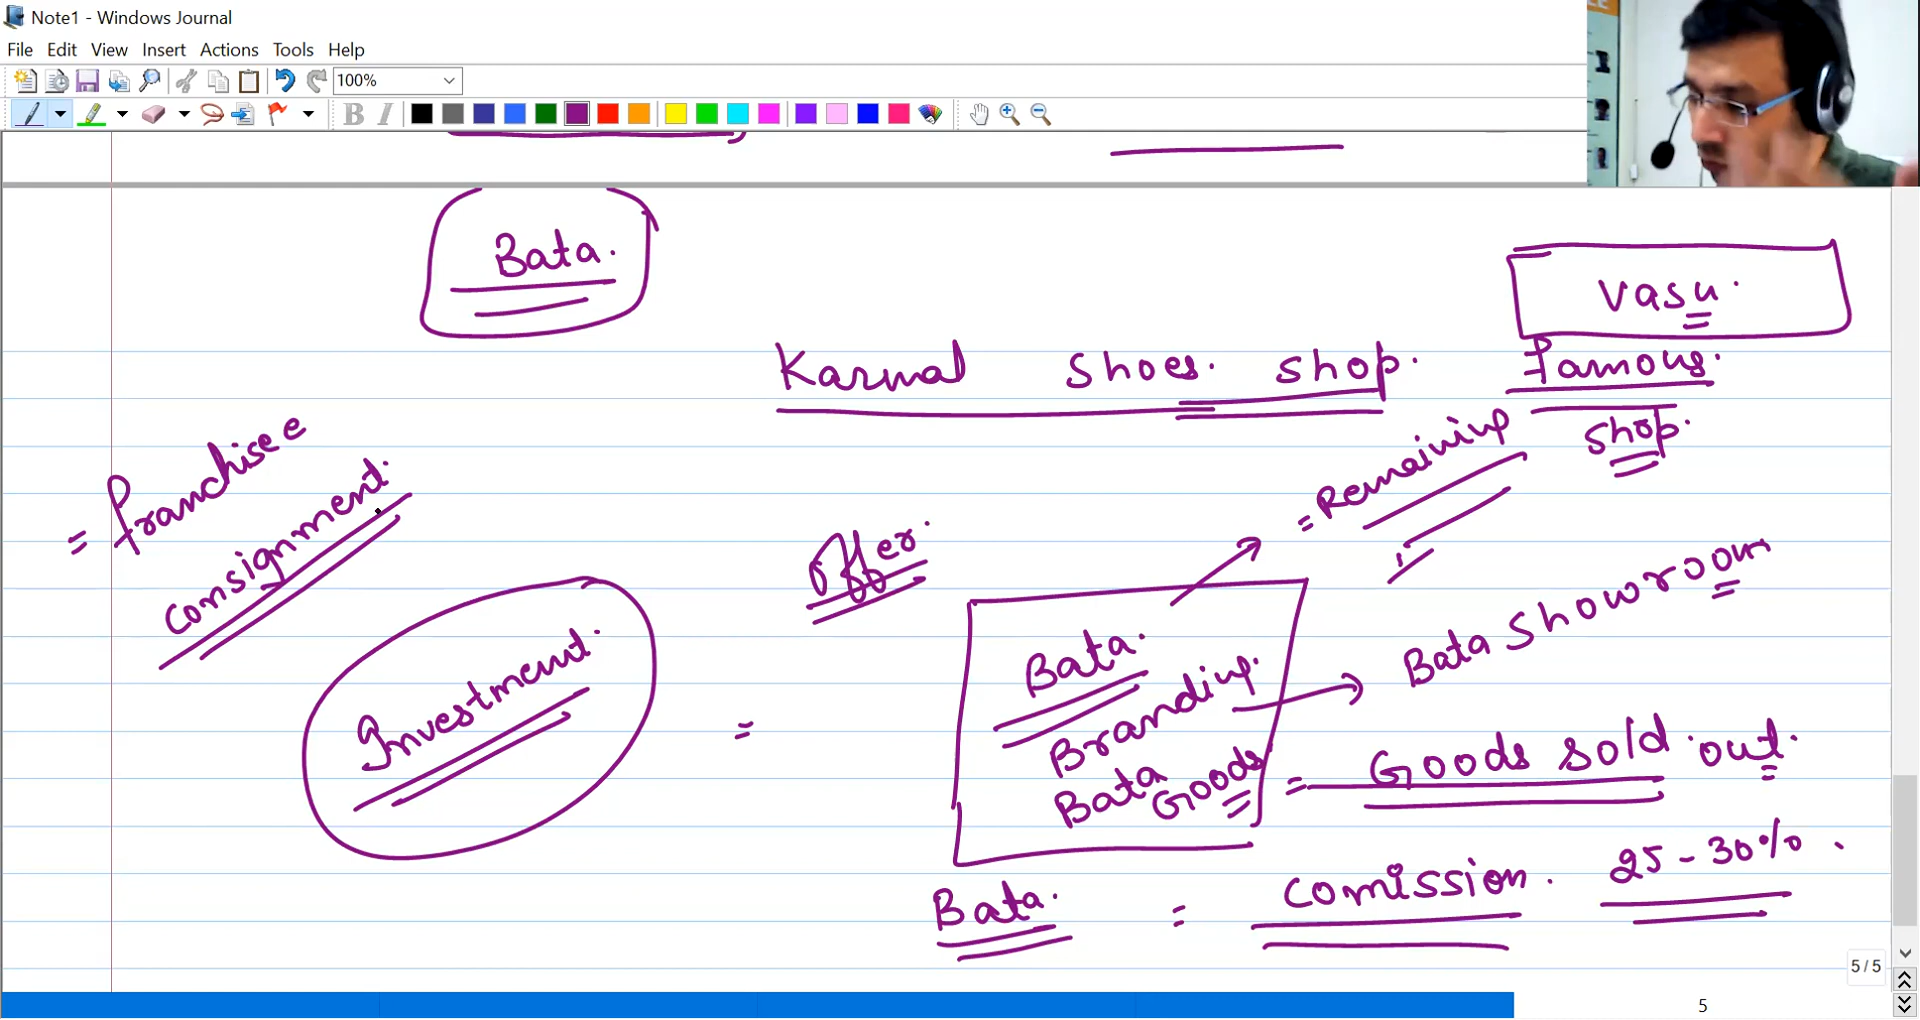 Note1 - Windows Journal
File Edit View Insert Actions Tools Help
100%
B I
Bata.
Vasu.
Karnal Shoes. Shop. Famous.
Shop.
= Franchisee
consignment.
Offer.
= Remaining
Investment.
=
Bata.
Branding.
Bata Goods
Bata Showroom
= Goods sold out.
Bata. = Comission. 25-30%.
5 / 5
5